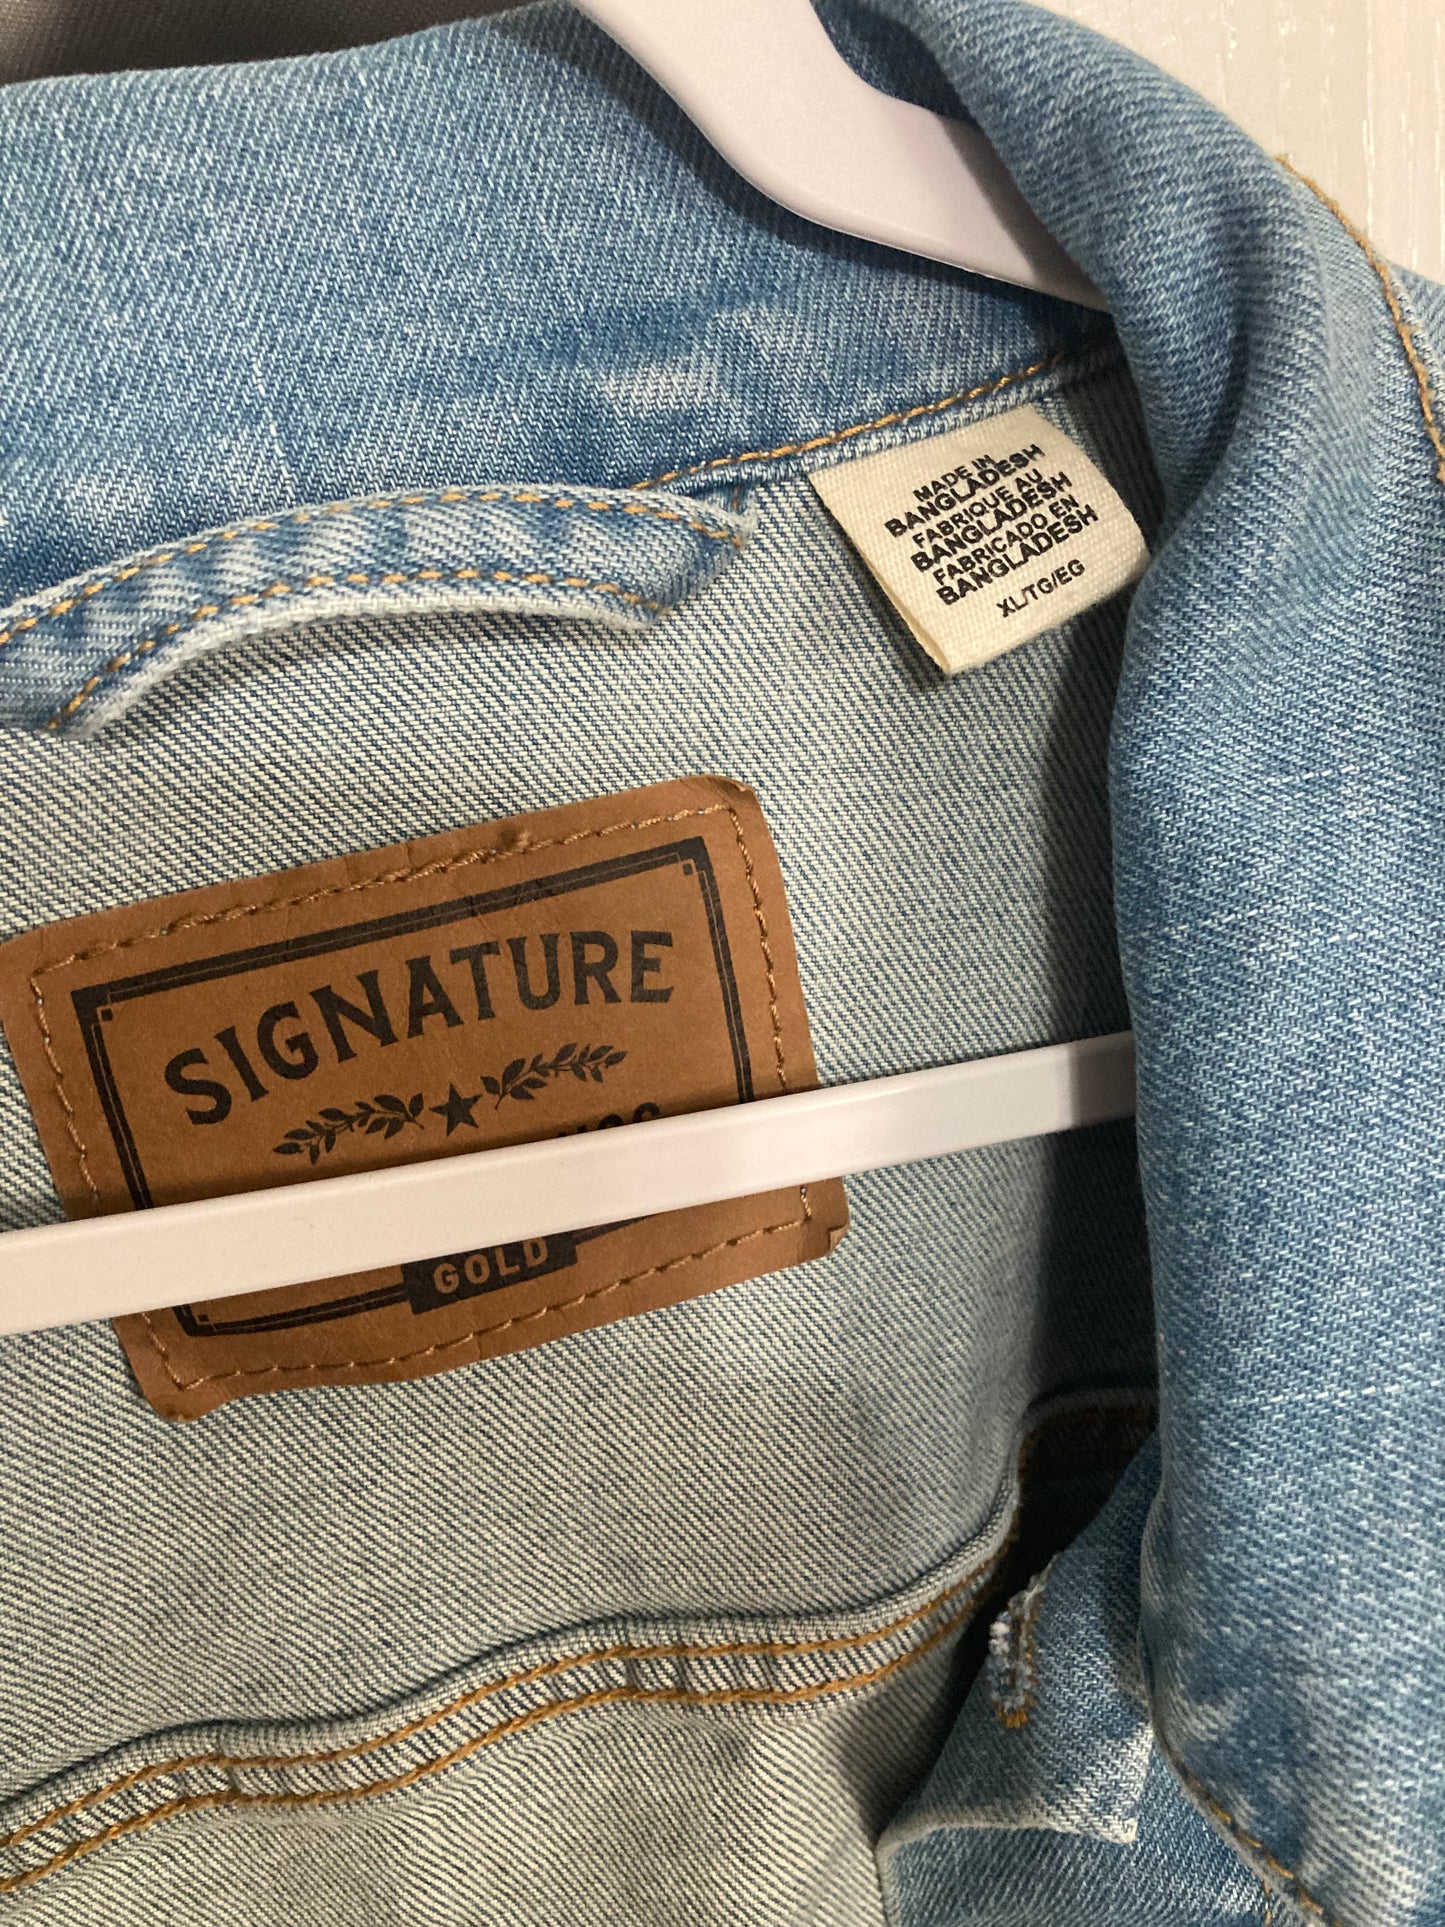 MADE IN
BANGLADESH
FABRIQUE AU
BANGLADESH
FABRICADO EN
BANGLADESH
XL/TG/EG
SIGNATURE
GOLD